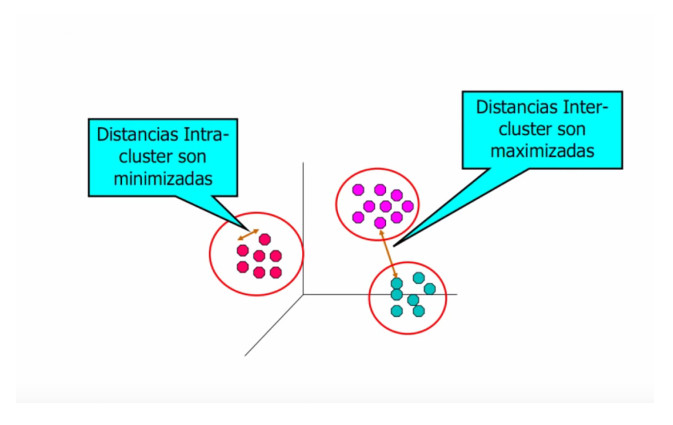 Distancias Intra-
cluster son
minimizadas
Distancias Inter-
cluster son
maximizadas